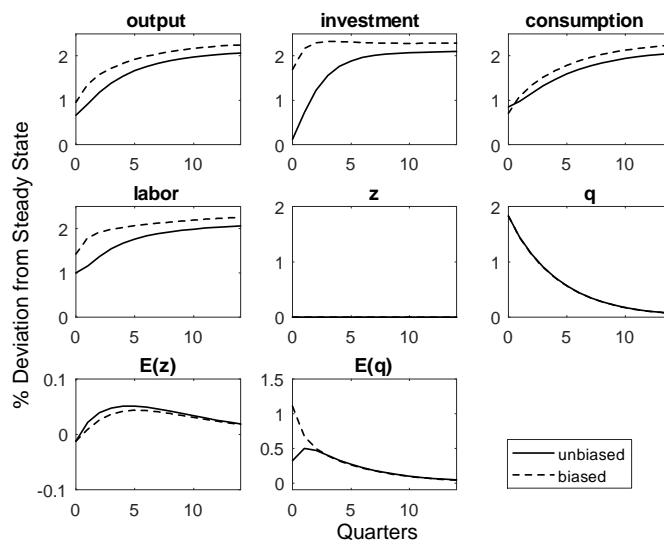 output investment consumption
2 2 2
1 1 1
0 0 0
0 5 10 0 5 10 0 5 10
labor z q
2 2 2
1 1 1
0 0 0
0 5 10 0 5 10 0 5 10
E(z) E(q)
0.1 1.5
0 1
-0.1 0.5
0
0 5 10 0 5 10
% Deviation from Steady State
Quarters
unbiased
biased